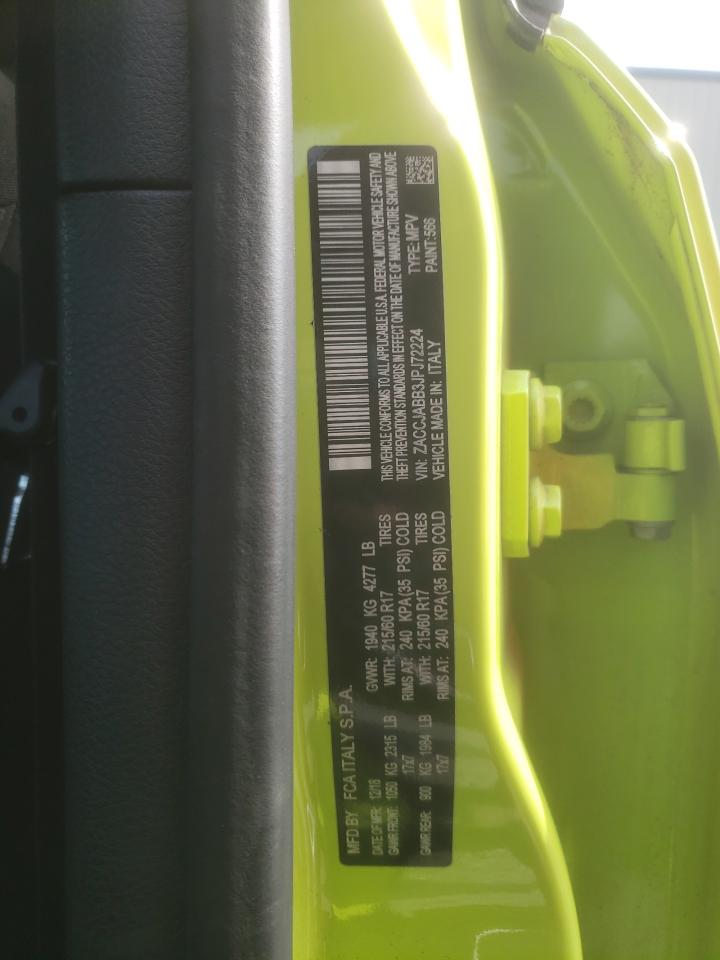 MFD BY FCA ITALY S.P.A.
DATE OF MFR: 12/18 GVWR: 1940 KG 4277 LB
GAWR FRONT: 1050 KG 2315 LB WITH: 215/60 R17 TIRES
17x7 RIMS AT: 240 KPA(35 PSI) COLD
GAWR REAR: 900 KG 1984 LB WITH: 215/60 R17 TIRES
17x7 RIMS AT: 240 KPA(35 PSI) COLD
THIS VEHICLE CONFORMS TO ALL APPLICABLE U.S.A. FEDERAL MOTOR VEHICLE SAFETY AND
THEFT PREVENTION STANDARDS IN EFFECT ON THE DATE OF MANUFACTURE SHOWN ABOVE
VIN: ZACCJABB3JPJ72224 TYPE: MPV
VEHICLE MADE IN: ITALY PAINT: 566